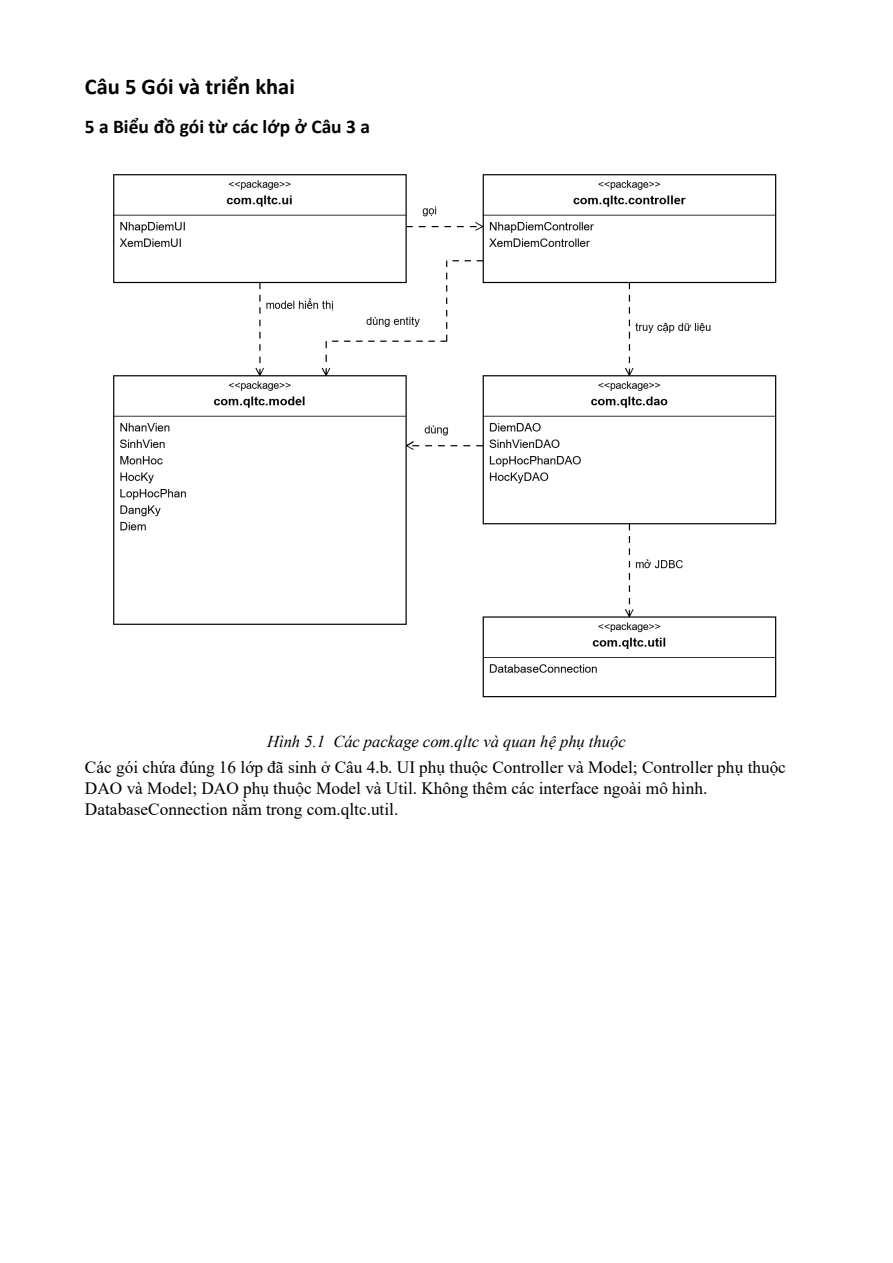 Câu 5 Gói và triển khai
5 a Biểu đồ gói từ các lớp ở Câu 3 a
<<package>>
com.qltc.ui
NhapDiemUI
XemDiemUI
gọi
<<package>>
com.qltc.controller
NhapDiemController
XemDiemController
model hiển thị
dùng entity
truy cập dữ liệu
<<package>>
com.qltc.model
NhanVien
SinhVien
MonHoc
HocKy
LopHocPhan
DangKy
Diem
dùng
<<package>>
com.qltc.dao
DiemDAO
SinhVienDAO
LopHocPhanDAO
HocKyDAO
mở JDBC
<<package>>
com.qltc.util
DatabaseConnection
Hình 5.1 Các package com.qltc và quan hệ phụ thuộc
Các gói chứa đúng 16 lớp đã sinh ở Câu 4.b. UI phụ thuộc Controller và Model; Controller phụ thuộc
DAO và Model; DAO phụ thuộc Model và Util. Không thêm các interface ngoài mô hình.
DatabaseConnection nằm trong com.qltc.util.